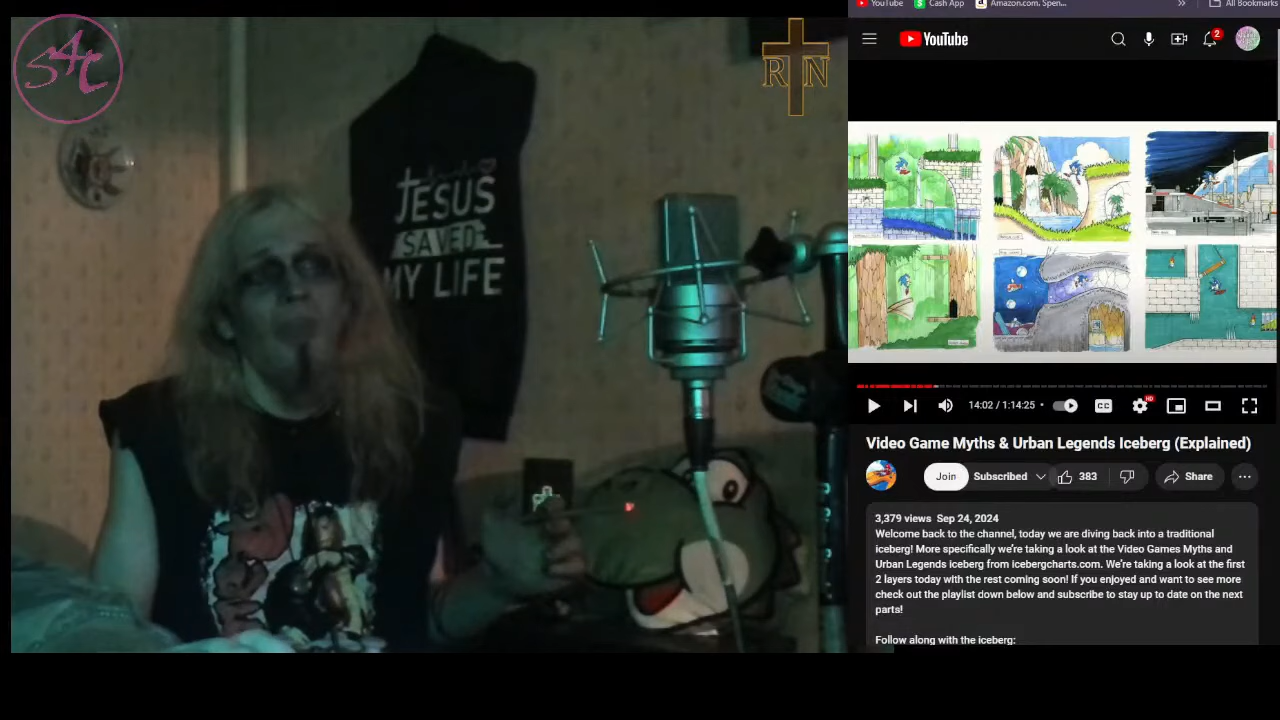 S4C
R N
JESUS
SAVED
MY LIFE
YouTube
Cash App
Amazon.com, Spen...
»
All Bookmarks
YouTube
2
14:02 / 1:14:25
CC
HD
Video Game Myths & Urban Legends Iceberg (Explained)
Join
Subscribed
383
Share
3,379 views Sep 24, 2024
Welcome back to the channel, today we are diving back into a traditional
iceberg! More specifically we're taking a look at the Video Games Myths and
Urban Legends iceberg from icebergcharts.com. We're taking a look at the first
2 layers today with the rest coming soon! If you enjoyed and want to see more
check out the playlist down below and subscribe to stay up to date on the next
parts!
Follow along with the iceberg: